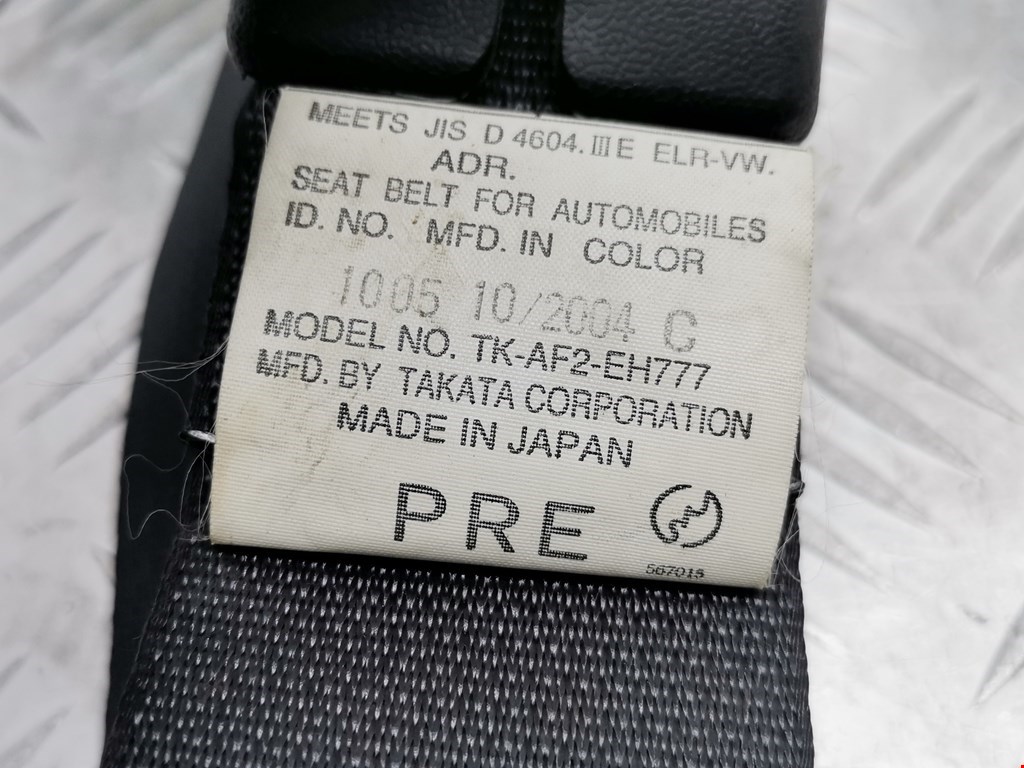 MEETS JIS D 4604.ⅢE ELR-VW.
ADR.
SEAT BELT FOR AUTOMOBILES
ID. NO. MFD. IN COLOR
1005 10/2004 C
MODEL NO. TK-AF2-EH777
MFD. BY TAKATA CORPORATION
MADE IN JAPAN
PRE
567015